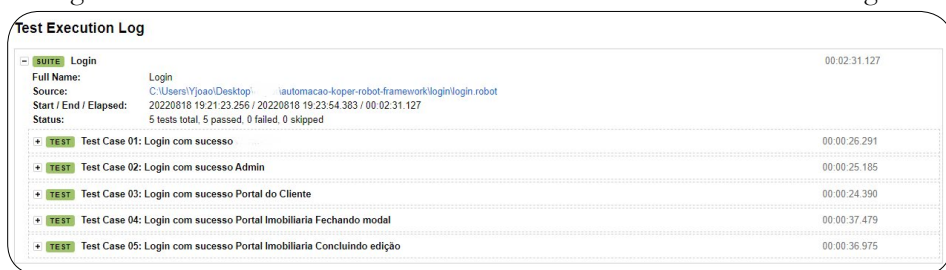 Test Execution Log
SUITE Login 00:02:31.127
Full Name: Login
Source: C:\Users\Yjoao\Desktop\ \automacao-koper-robot-framework\login\login.robot
Start / End / Elapsed: 20220818 19:21:23.256 / 20220818 19:23:54.383 / 00:02:31.127
Status: 5 tests total, 5 passed, 0 failed, 0 skipped
TEST Test Case 01: Login com sucesso 00:00:26.291
TEST Test Case 02: Login com sucesso Admin 00:00:25.185
TEST Test Case 03: Login com sucesso Portal do Cliente 00:00:24.390
TEST Test Case 04: Login com sucesso Portal Imobiliaria Fechando modal 00:00:37.479
TEST Test Case 05: Login com sucesso Portal Imobiliaria Concluindo edição 00:00:36.975